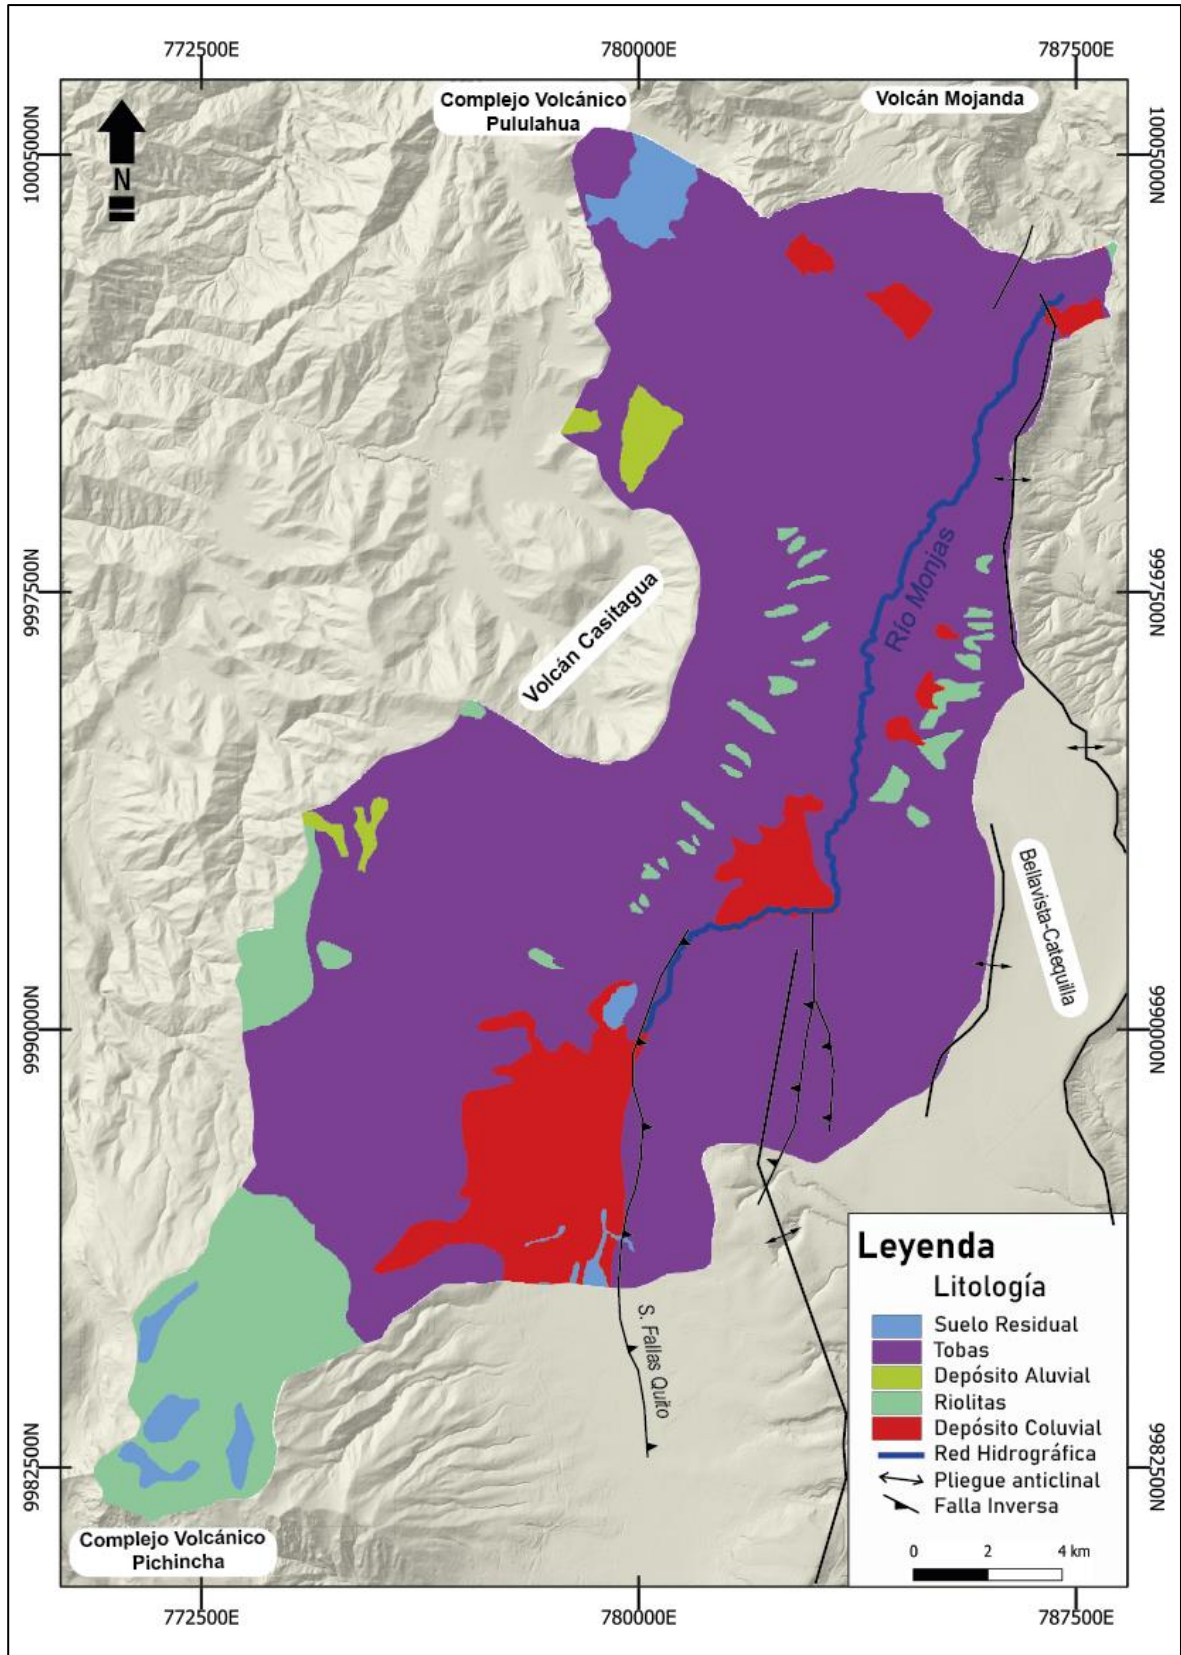 772500E
780000E
787500E
Complejo Volcánico
Pululahua
Volcán Mojanda
10005000N
10005000N
N
9997500N
9997500N
Río Monjas
Volcán Casitagua
Bellavista-Catequilla
9990000N
9990000N
S. Fallas Quito
9982500N
9982500N
Complejo Volcánico
Pichincha
Leyenda
Litología
Suelo Residual
Tobas
Depósito Aluvial
Riolitas
Depósito Coluvial
Red Hidrográfica
Pliegue anticlinal
Falla Inversa
0 2 4 km
772500E
780000E
787500E